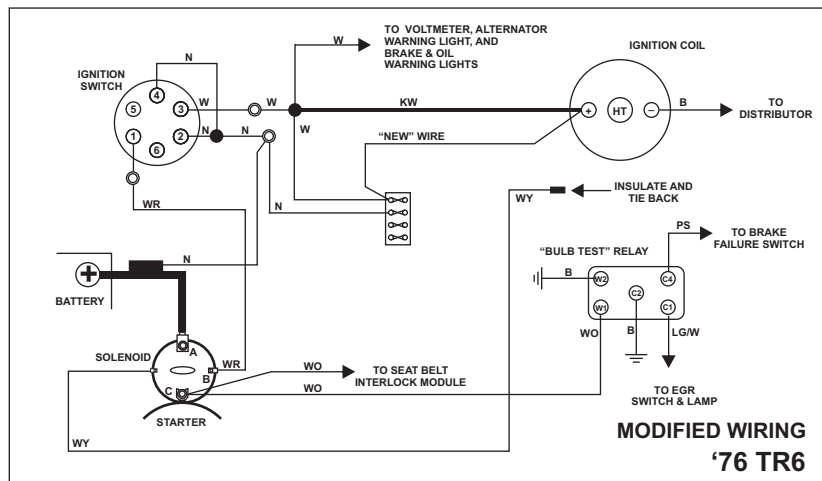 TO VOLTMETER, ALTERNATOR
WARNING LIGHT, AND
BRAKE & OIL
WARNING LIGHTS
W
IGNITION COIL
N
IGNITION
SWITCH
4
5
3
W
W
KW
+
HT
−
B
TO
DISTRIBUTOR
1
2
N
N
W
"NEW" WIRE
6
WR
N
WY
INSULATE AND
TIE BACK
PS
TO BRAKE
FAILURE SWITCH
"BULB TEST" RELAY
B
W2
C4
C2
W1
C1
N
+
BATTERY
WO
B
LG/W
A
SOLENOID
WR
B
C
WO
TO SEAT BELT
INTERLOCK MODULE
WO
TO EGR
SWITCH & LAMP
STARTER
WY
MODIFIED WIRING
‘76 TR6